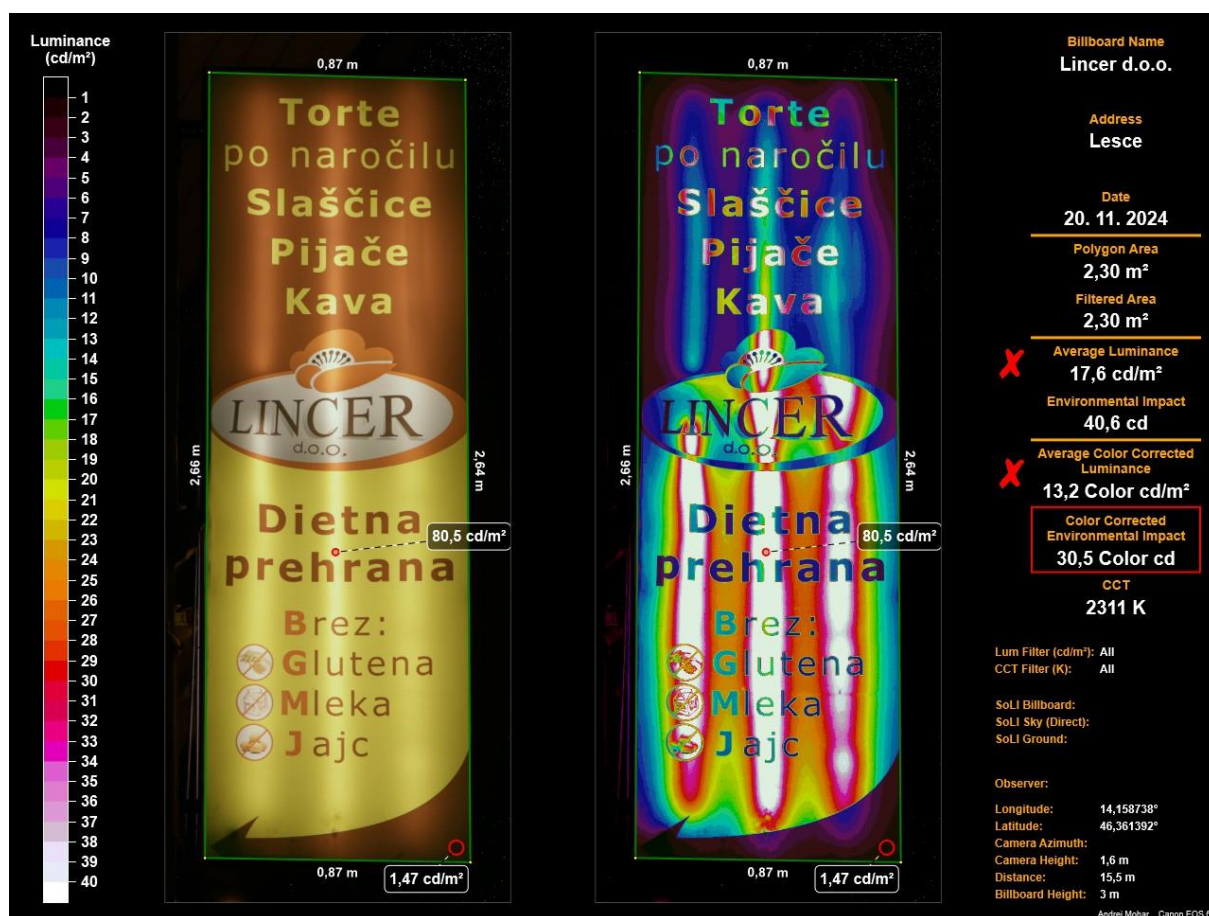 Luminance
(cd/m²)
1
2
3
4
5
6
7
8
9
10
11
12
13
14
15
16
17
18
19
20
21
22
23
24
25
26
27
28
29
30
31
32
33
34
35
36
37
38
39
40
0,87 m
Torte
po naročilu
Slaščice
Pijače
Kava
LINCER
d.o.o.
2,66 m
2,64 m
Dietna
prehrana
80,5 cd/m²
Brez:
Glutena
Mleka
Jajc
0,87 m
1,47 cd/m²
0,87 m
Torte
po naročilu
Slaščice
Pijače
Kava
LINCER
d.o.o.
2,66 m
2,64 m
Dietna
prehrana
80,5 cd/m²
Brez:
Glutena
Mleka
Jajc
0,87 m
1,47 cd/m²
Billboard Name
Lincer d.o.o.
Address
Lesce
Date
20. 11. 2024
Polygon Area
2,30 m²
Filtered Area
2,30 m²
Average Luminance
17,6 cd/m²
Environmental Impact
40,6 cd
Average Color Corrected
Luminance
13,2 Color cd/m²
Color Corrected
Environmental Impact
30,5 Color cd
CCT
2311 K
Lum Filter (cd/m²): All
CCT Filter (K): All
SoLI Billboard:
SoLI Sky (Direct):
SoLI Ground:
Observer:
Longitude: 14,158738°
Latitude: 46,361392°
Camera Azimuth:
Camera Height: 1,6 m
Distance: 15,5 m
Billboard Height: 3 m
Andrej Mohar Canon EOS